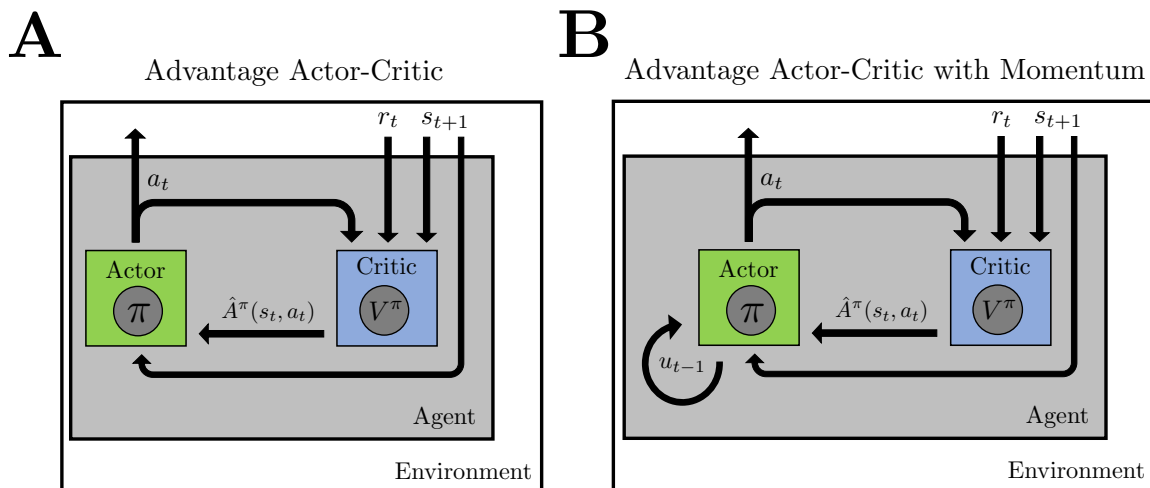 A
Advantage Actor-Critic
r_t s_{t+1}
a_t
Actor
π
Critic
V^π
Â^π(s_t, a_t)
Agent
Environment
B
Advantage Actor-Critic with Momentum
r_t s_{t+1}
a_t
Actor
π
Critic
V^π
Â^π(s_t, a_t)
u_{t−1}
Agent
Environment